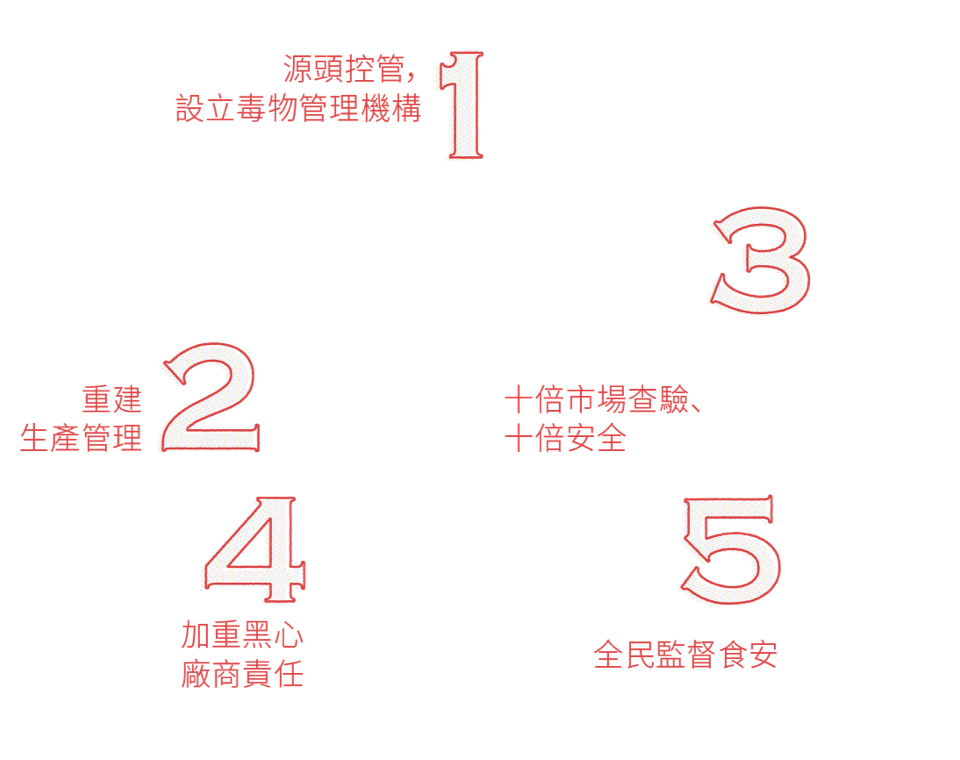 源頭控管,
設立毒物管理機構
1
3
2
重建
生產管理
十倍市場查驗、
十倍安全
4
加重黑心
廠商責任
5
全民監督食安